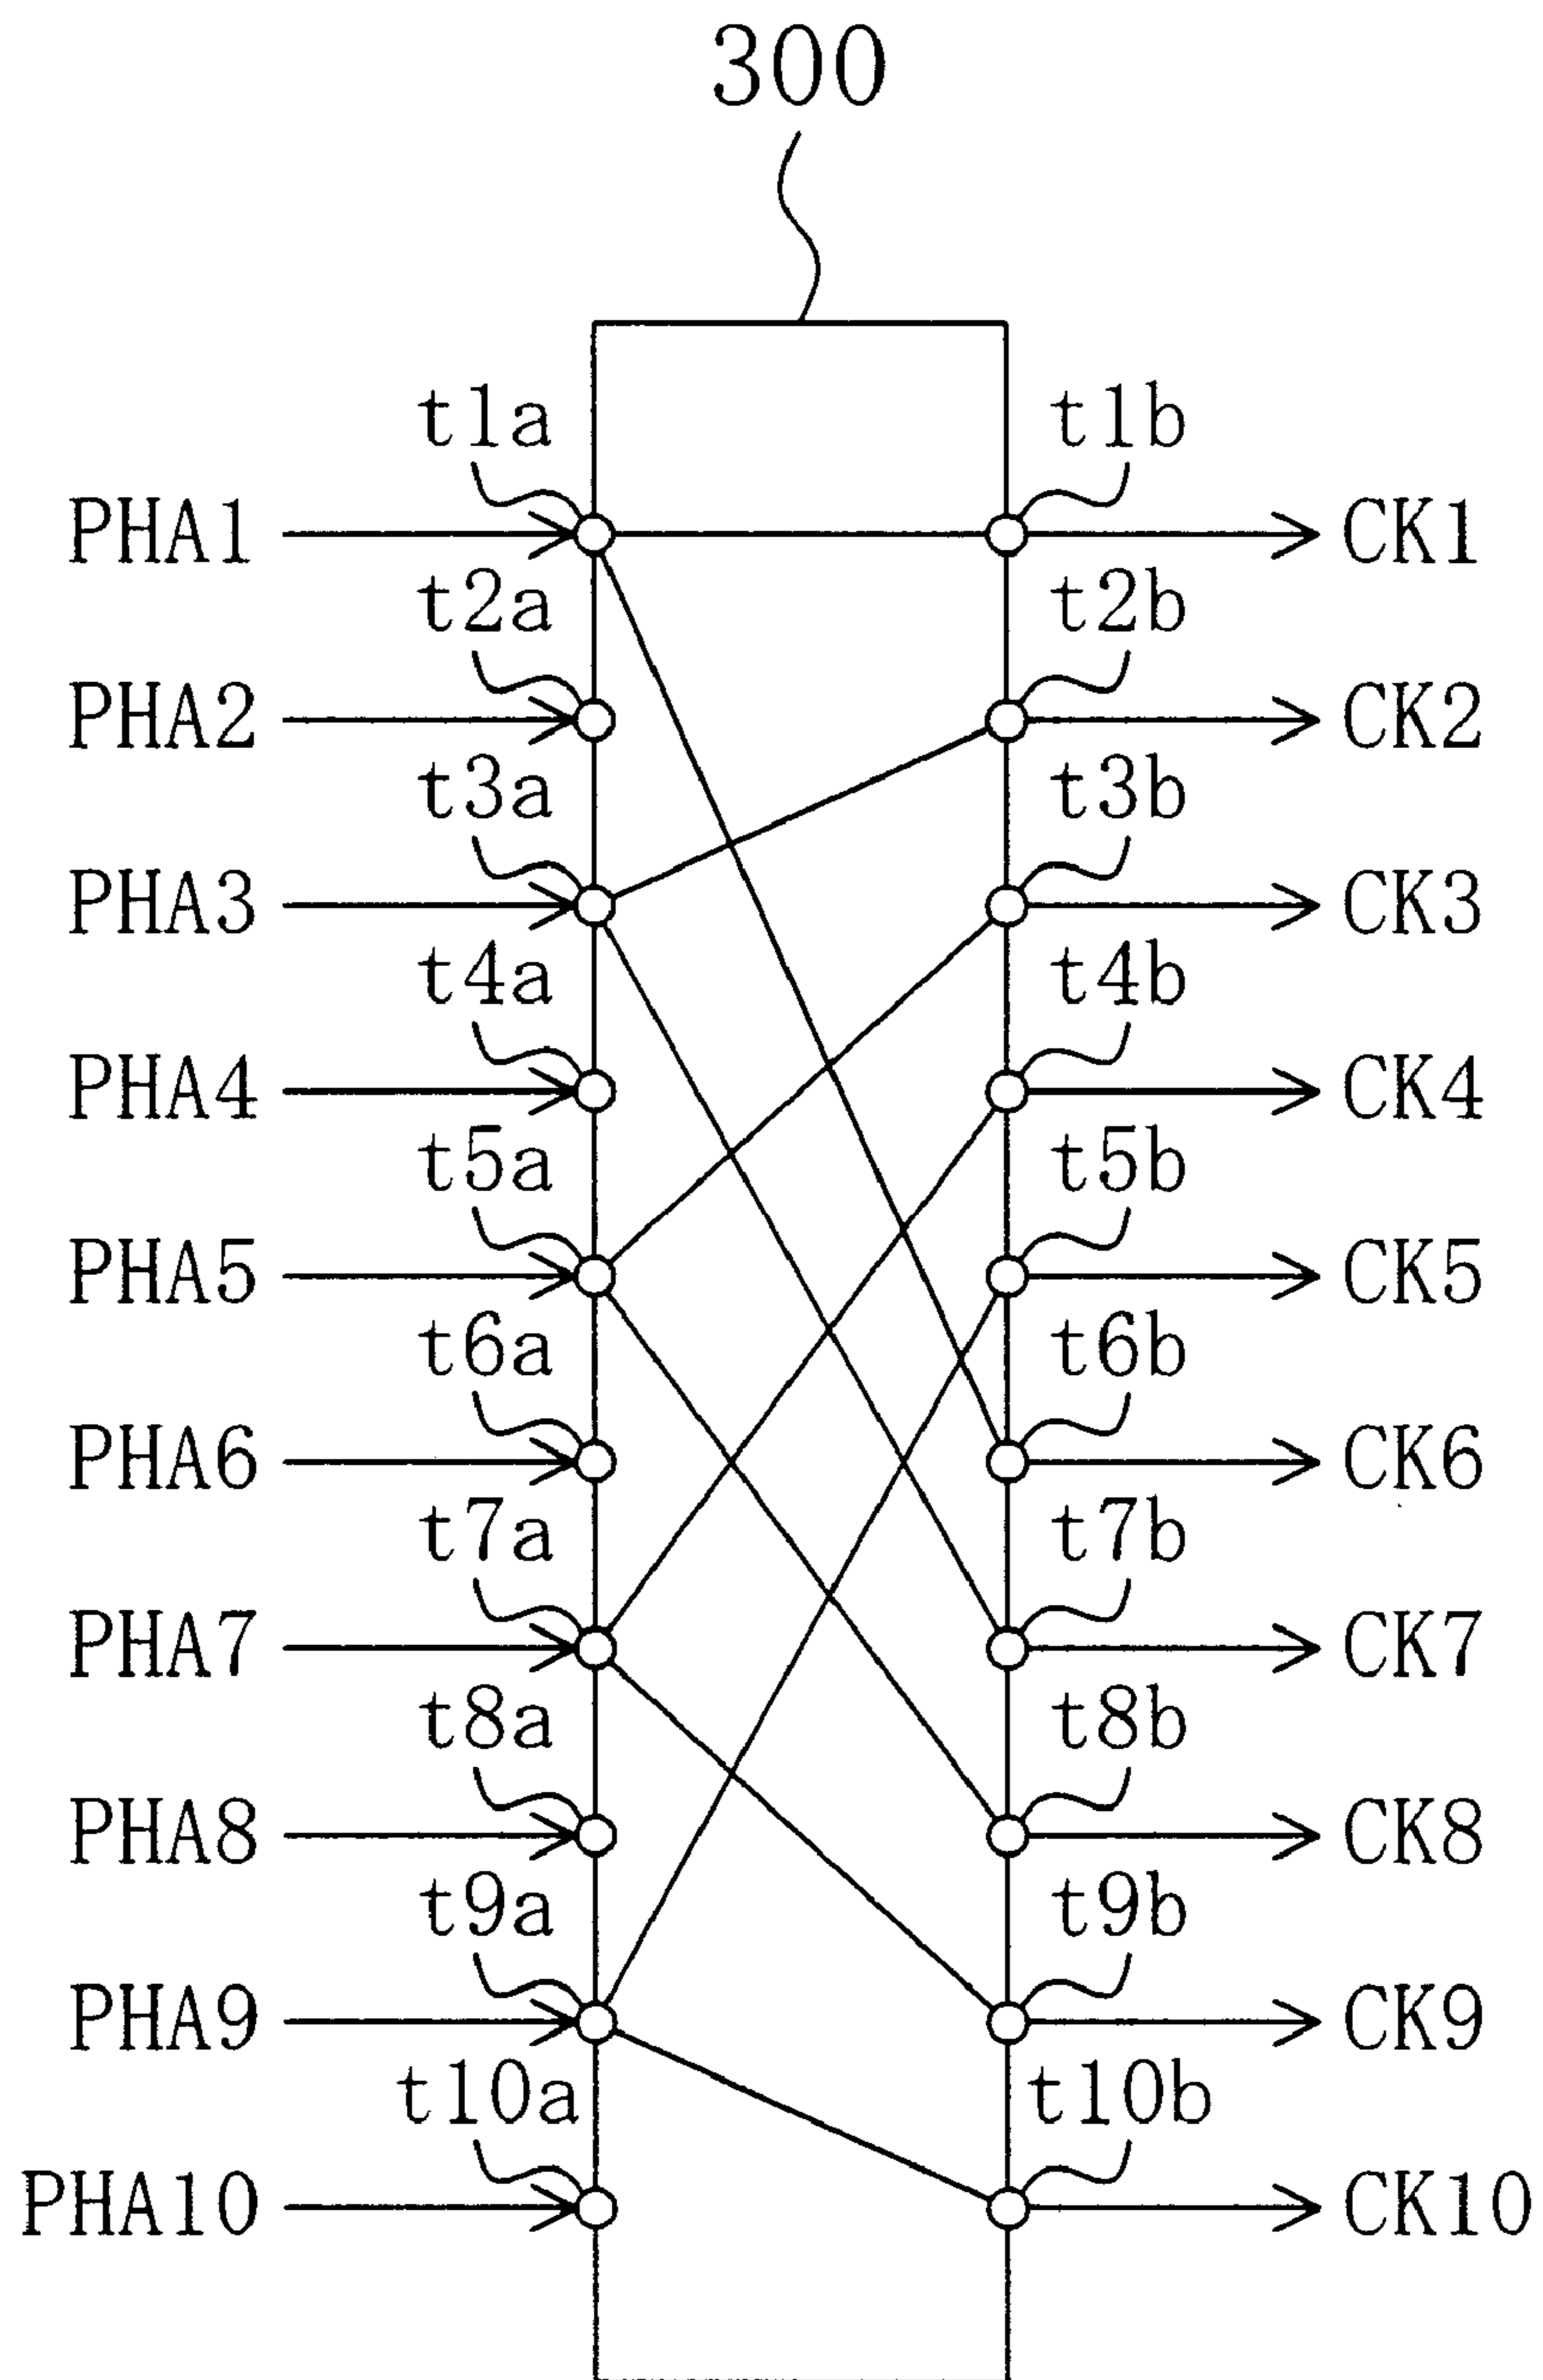 300
t1a t1b
PHA1 CK1
t2a t2b
PHA2 CK2
t3a t3b
PHA3 CK3
t4a t4b
PHA4 CK4
t5a t5b
PHA5 CK5
t6a t6b
PHA6 CK6
t7a t7b
PHA7 CK7
t8a t8b
PHA8 CK8
t9a t9b
PHA9 CK9
t10a t10b
PHA10 CK10